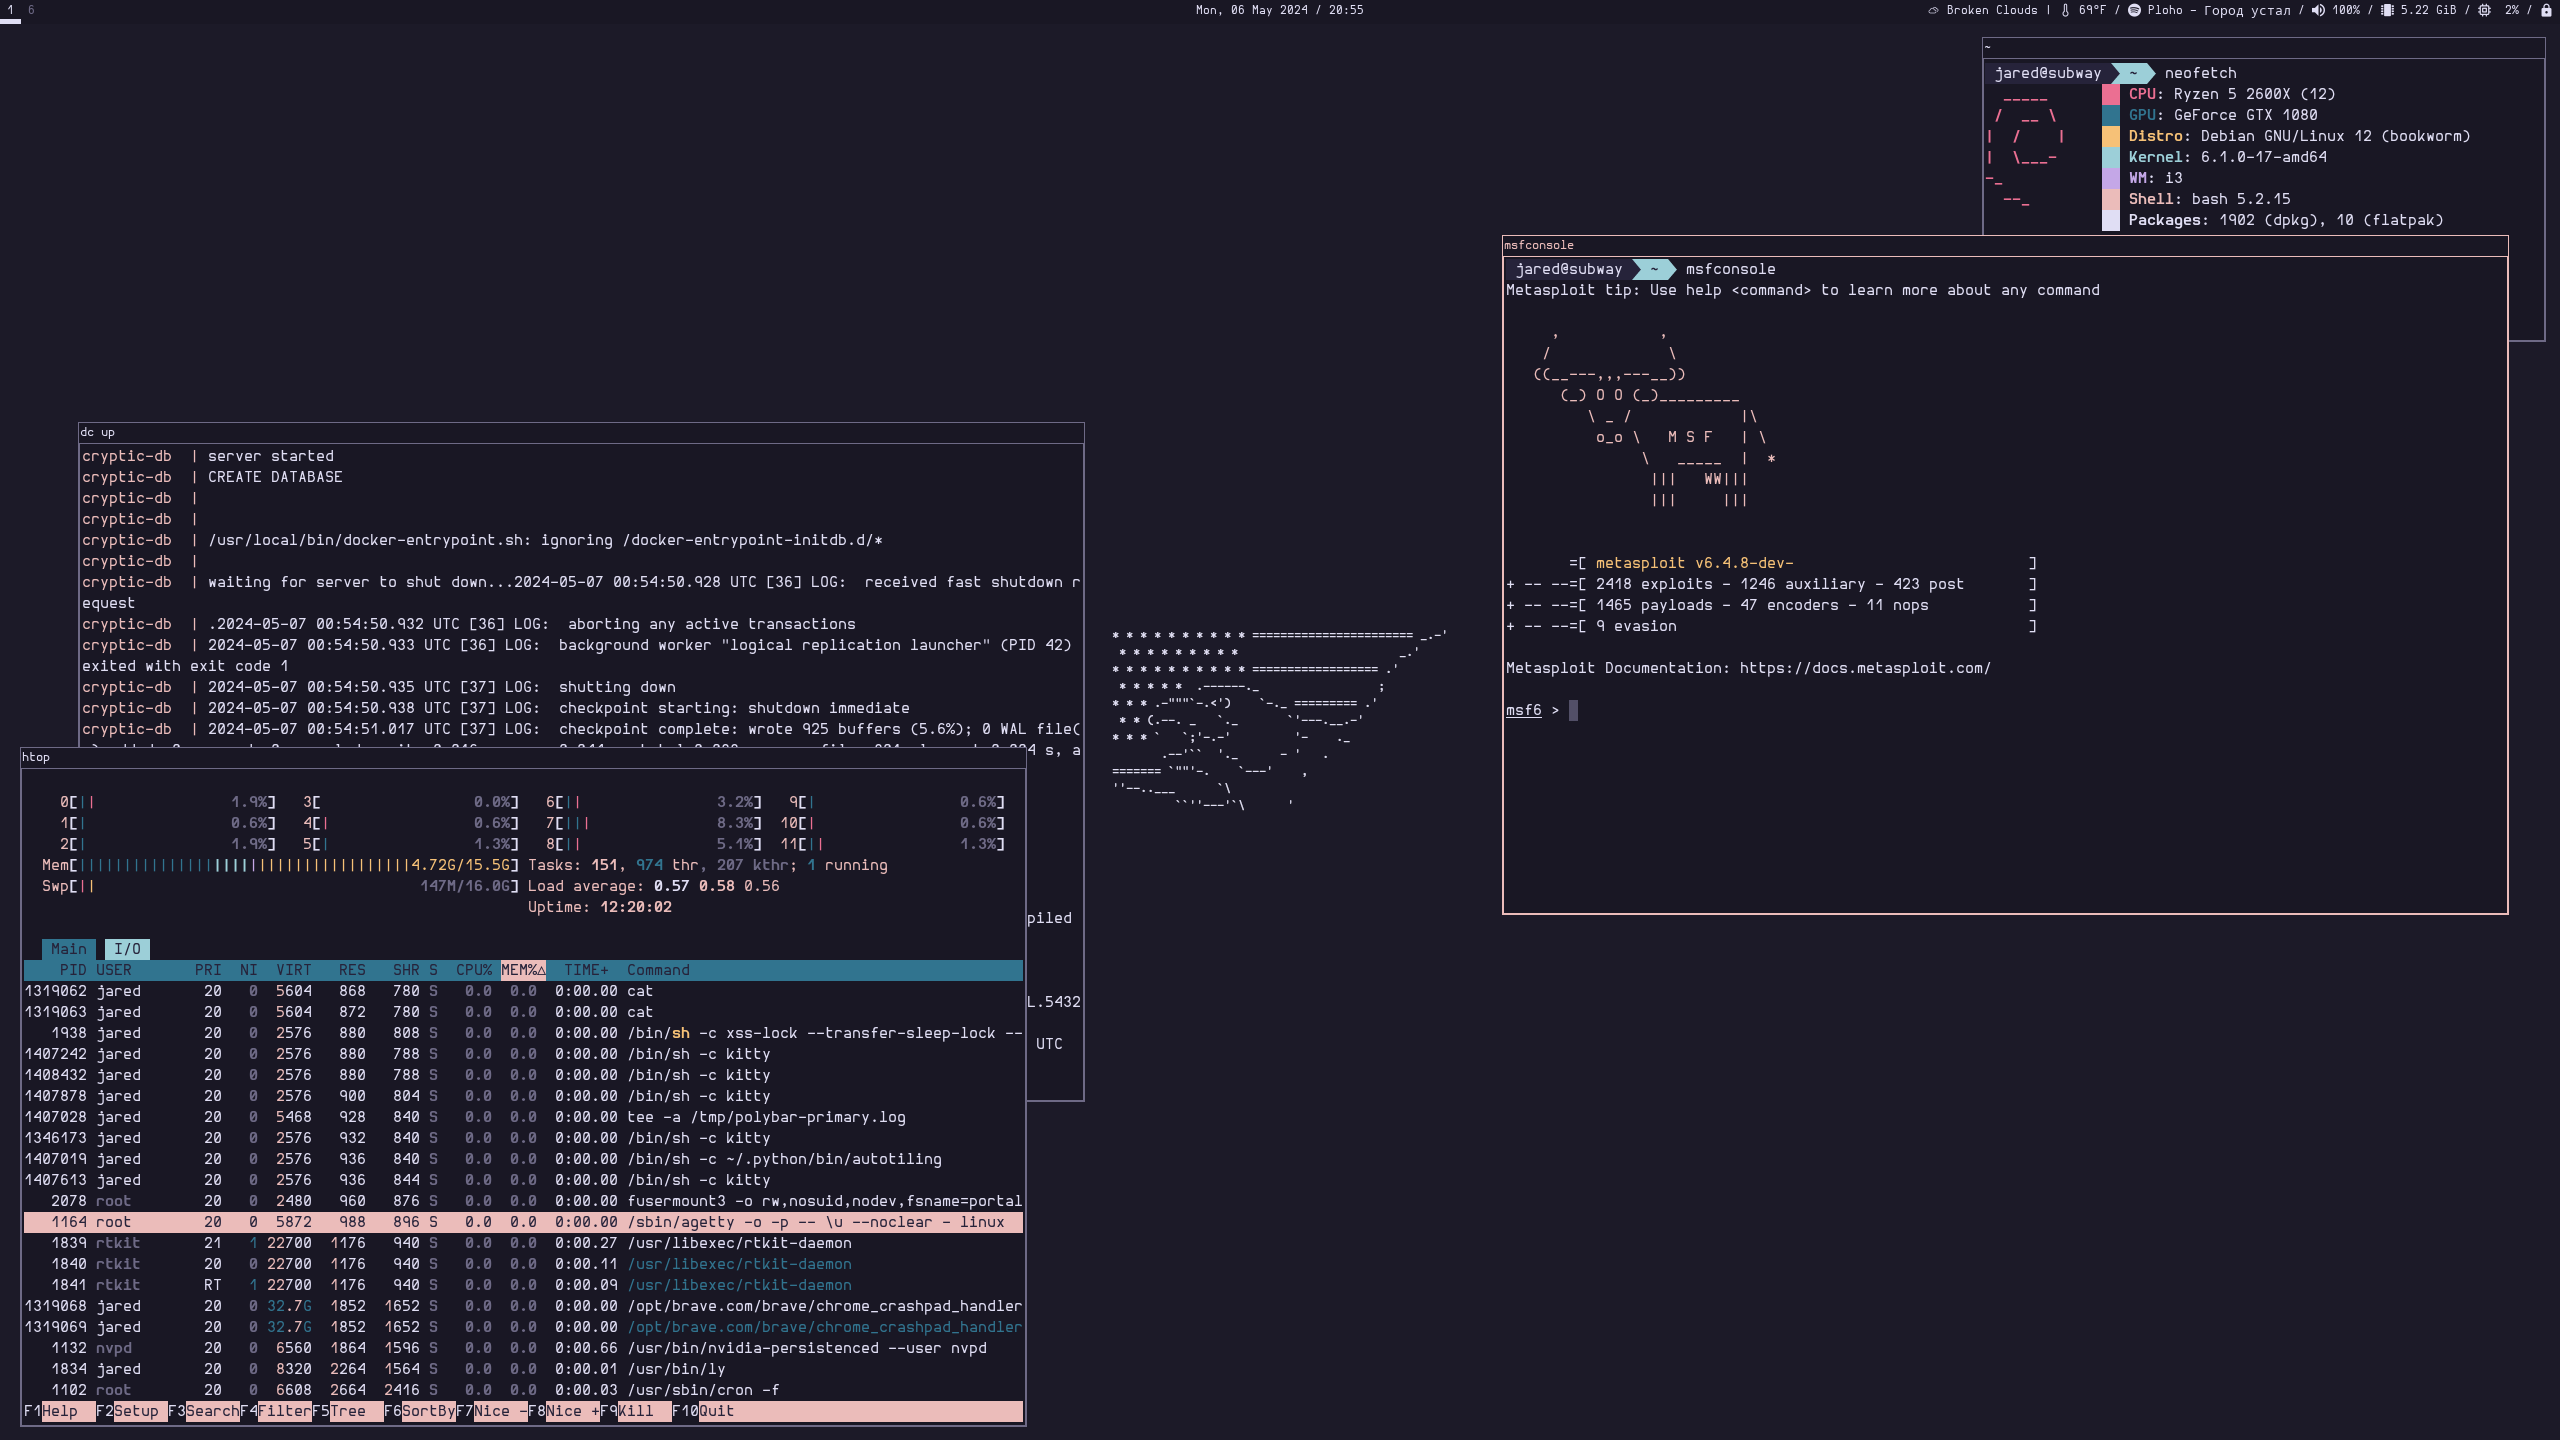 1 6
Mon, 06 May 2024 / 20:55
Broken Clouds | 69°F / Ploho - Город устал / 100% / 5.22 GiB / 2% /
~
jared@subway ~ neofetch
CPU: Ryzen 5 2600X (12)
GPU: GeForce GTX 1080
Distro: Debian GNU/Linux 12 (bookworm)
Kernel: 6.1.0-17-amd64
WM: i3
Shell: bash 5.2.15
Packages: 1902 (dpkg), 10 (flatpak)
msfconsole
jared@subway ~ msfconsole
Metasploit tip: Use help <command> to learn more about any command
M S F
=[ metasploit v6.4.8-dev- ]
+ -- --=[ 2418 exploits - 1246 auxiliary - 423 post ]
+ -- --=[ 1465 payloads - 47 encoders - 11 nops ]
+ -- --=[ 9 evasion ]
Metasploit Documentation: https://docs.metasploit.com/
msf6 >
dc up
cryptic-db | server started
cryptic-db | CREATE DATABASE
cryptic-db |
cryptic-db |
cryptic-db | /usr/local/bin/docker-entrypoint.sh: ignoring /docker-entrypoint-initdb.d/*
cryptic-db |
cryptic-db | waiting for server to shut down...2024-05-07 00:54:50.928 UTC [36] LOG:  received fast shutdown r
equest
cryptic-db | .2024-05-07 00:54:50.932 UTC [36] LOG:  aborting any active transactions
cryptic-db | 2024-05-07 00:54:50.933 UTC [36] LOG:  background worker "logical replication launcher" (PID 42)
exited with exit code 1
cryptic-db | 2024-05-07 00:54:50.935 UTC [37] LOG:  shutting down
cryptic-db | 2024-05-07 00:54:50.938 UTC [37] LOG:  checkpoint starting: shutdown immediate
cryptic-db | 2024-05-07 00:54:51.017 UTC [37] LOG:  checkpoint complete: wrote 925 buffers (5.6%); 0 WAL file(
s, a
piled
L.5432
UTC
htop
0[|| 1.9%] 3[ 0.0%] 6[|| 3.2%] 9[| 0.6%]
1[| 0.6%] 4[| 0.6%] 7[||| 8.3%] 10[| 0.6%]
2[| 1.9%] 5[| 1.3%] 8[|| 5.1%] 11[|| 1.3%]
Mem[|||||||||||||||||||||||||||||||||||||4.72G/15.5G] Tasks: 151, 974 thr, 207 kthr; 1 running
Swp[|| 147M/16.0G] Load average: 0.57 0.58 0.56
Uptime: 12:20:02
Main I/O
PID USER PRI NI VIRT RES SHR S CPU% MEM%△ TIME+ Command
1319062 jared 20 0 5604 868 780 S 0.0 0.0 0:00.00 cat
1319063 jared 20 0 5604 872 780 S 0.0 0.0 0:00.00 cat
1938 jared 20 0 2576 880 808 S 0.0 0.0 0:00.00 /bin/sh -c xss-lock --transfer-sleep-lock --
1407242 jared 20 0 2576 880 788 S 0.0 0.0 0:00.00 /bin/sh -c kitty
1408432 jared 20 0 2576 880 788 S 0.0 0.0 0:00.00 /bin/sh -c kitty
1407878 jared 20 0 2576 900 804 S 0.0 0.0 0:00.00 /bin/sh -c kitty
1407028 jared 20 0 5468 928 840 S 0.0 0.0 0:00.00 tee -a /tmp/polybar-primary.log
1346173 jared 20 0 2576 932 840 S 0.0 0.0 0:00.00 /bin/sh -c kitty
1407019 jared 20 0 2576 936 840 S 0.0 0.0 0:00.00 /bin/sh -c ~/.python/bin/autotiling
1407613 jared 20 0 2576 936 844 S 0.0 0.0 0:00.00 /bin/sh -c kitty
2078 root 20 0 2480 960 876 S 0.0 0.0 0:00.00 fusermount3 -o rw,nosuid,nodev,fsname=portal
1164 root 20 0 5872 988 896 S 0.0 0.0 0:00.00 /sbin/agetty -o -p -- \u --noclear - linux
1839 rtkit 21 1 22700 1176 940 S 0.0 0.0 0:00.27 /usr/libexec/rtkit-daemon
1840 rtkit 20 0 22700 1176 940 S 0.0 0.0 0:00.11 /usr/libexec/rtkit-daemon
1841 rtkit RT 1 22700 1176 940 S 0.0 0.0 0:00.09 /usr/libexec/rtkit-daemon
1319068 jared 20 0 32.7G 1852 1652 S 0.0 0.0 0:00.00 /opt/brave.com/brave/chrome_crashpad_handler
1319069 jared 20 0 32.7G 1852 1652 S 0.0 0.0 0:00.00 /opt/brave.com/brave/chrome_crashpad_handler
1132 nvpd 20 0 6560 1864 1596 S 0.0 0.0 0:00.66 /usr/bin/nvidia-persistenced --user nvpd
1834 jared 20 0 8320 2264 1564 S 0.0 0.0 0:00.01 /usr/bin/ly
1102 root 20 0 6608 2664 2416 S 0.0 0.0 0:00.03 /usr/sbin/cron -f
F1Help F2Setup F3SearchF4FilterF5Tree F6SortByF7Nice -F8Nice +F9Kill F10Quit